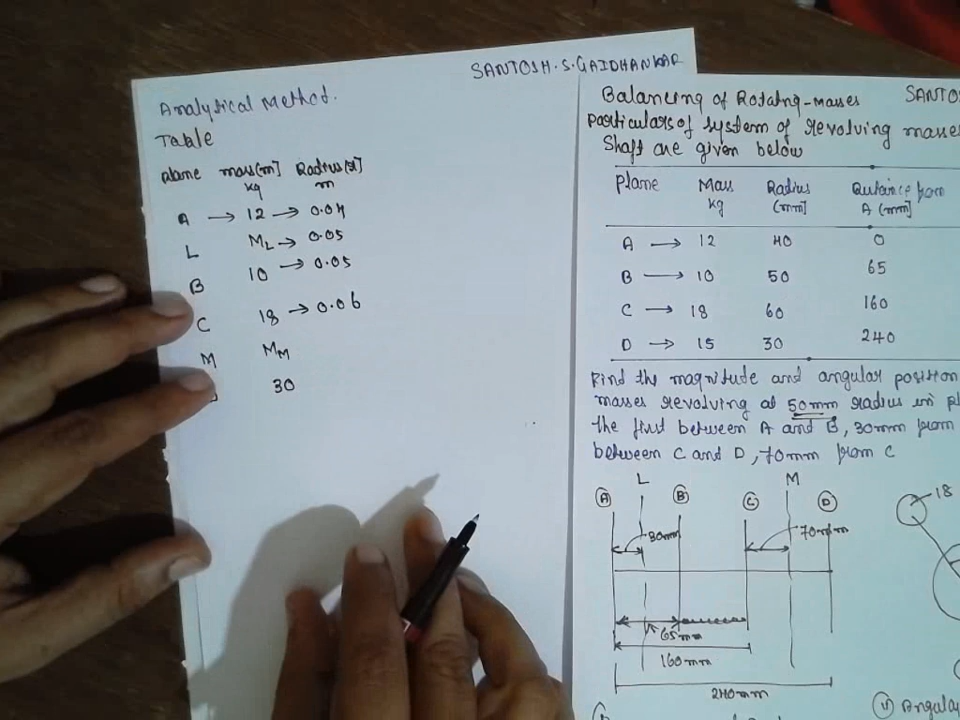 SANTOSH.S.GAIDHANKAR
Analytical Method.
Table
plane mass(m) Radius(r)
kg m
A → 12 → 0.04
L ML → 0.05
B 10 → 0.05
C 18 → 0.06
M MM
30
Balancing of Rotating-masses SANTOS
particulars of system of revolving masses
Shaft are given below
Plane Mass Radius Distance from
kg (mm) A (mm)
A → 12 40 0
B → 10 50 65
C → 18 60 160
D → 15 30 240
Find the magnitude and angular position
masses revolving at 50mm radius in pl
the first between A and B, 30mm from
between C and D, 70mm from C
L M
A B C D
30mm 70mm
65mm
160mm
240mm
18
Angular